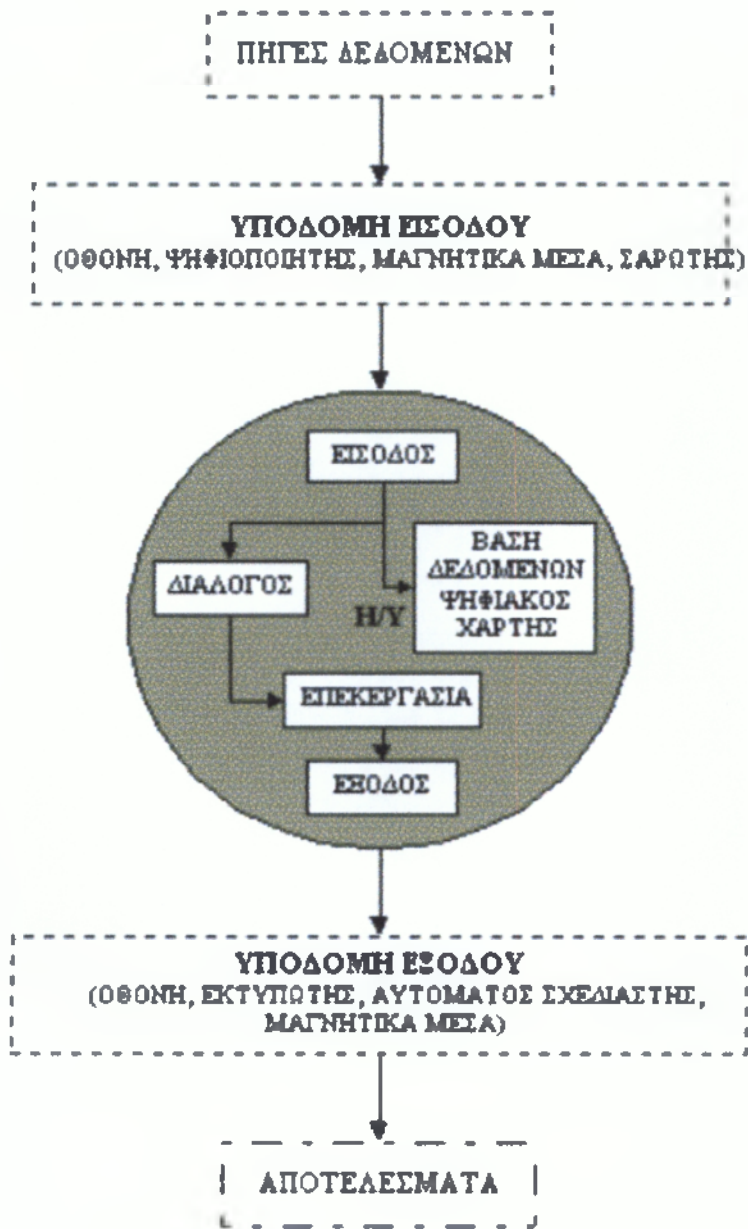 ΠΗΓΕΣ ΔΕΔΟΜΕΝΩΝ
ΥΠΟΔΟΜΗ ΕΙΣΟΔΟΥ
(ΟΘΟΝΗ, ΨΗΦΙΟΠΟΙΗΤΗΣ, ΜΑΓΝΗΤΙΚΑ ΜΕΣΑ, ΣΑΡΩΤΗΣ)
ΕΙΣΟΔΟΣ
ΔΙΑΛΟΓΟΣ
Η/Υ
ΒΑΣΗ
ΔΕΔΟΜΕΝΩΝ
ΨΗΦΙΑΚΟΣ
ΧΑΡΤΗΣ
ΕΠΕΚΕΡΓΑΣΙΑ
ΕΞΟΔΟΣ
ΥΠΟΔΟΜΗ ΕΞΟΔΟΥ
(ΟΘΟΝΗ, ΕΚΤΥΠΩΤΗΣ, ΑΥΤΟΜΑΤΟΣ ΣΧΕΔΙΑΣΤΗΣ,
ΜΑΓΝΗΤΙΚΑ ΜΕΣΑ)
ΑΠΟΤΕΛΕΣΜΑΤΑ